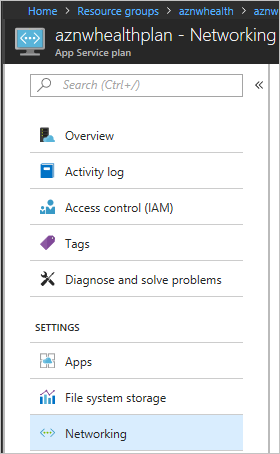 Home > Resource groups > aznwhealth > aznw
aznwhealthplan - Networking
App Service plan
Search (Ctrl+/)
Overview
Activity log
Access control (IAM)
Tags
Diagnose and solve problems
SETTINGS
Apps
File system storage
Networking